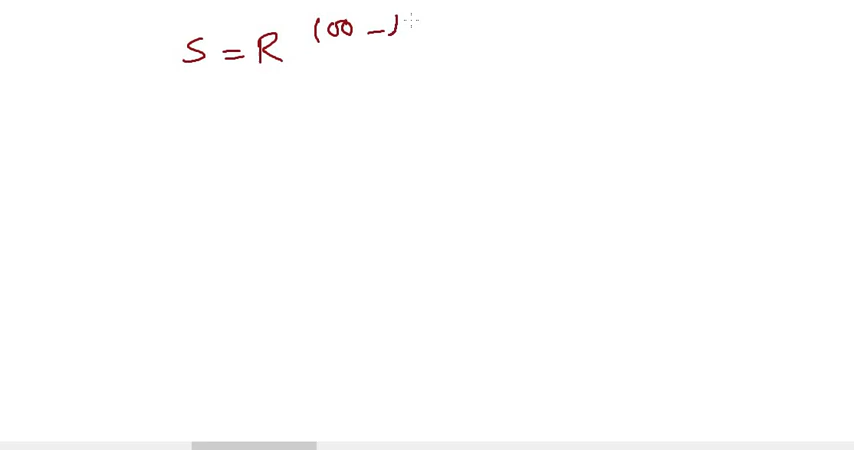 S = R (00 -)